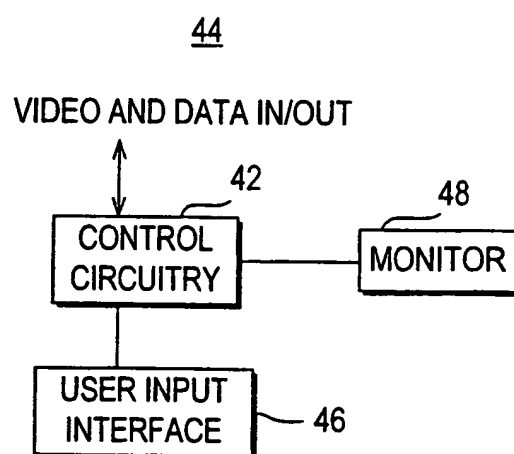 44
VIDEO AND DATA IN/OUT
42
CONTROL
CIRCUITRY
48
MONITOR
USER INPUT
INTERFACE
46